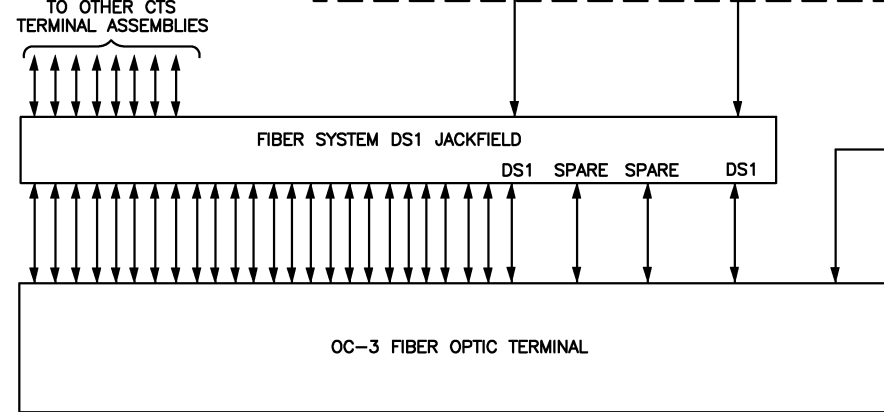 TO OTHER CTS
TERMINAL ASSEMBLIES
FIBER SYSTEM DS1 JACKFIELD
DS1 SPARE SPARE DS1
OC-3 FIBER OPTIC TERMINAL